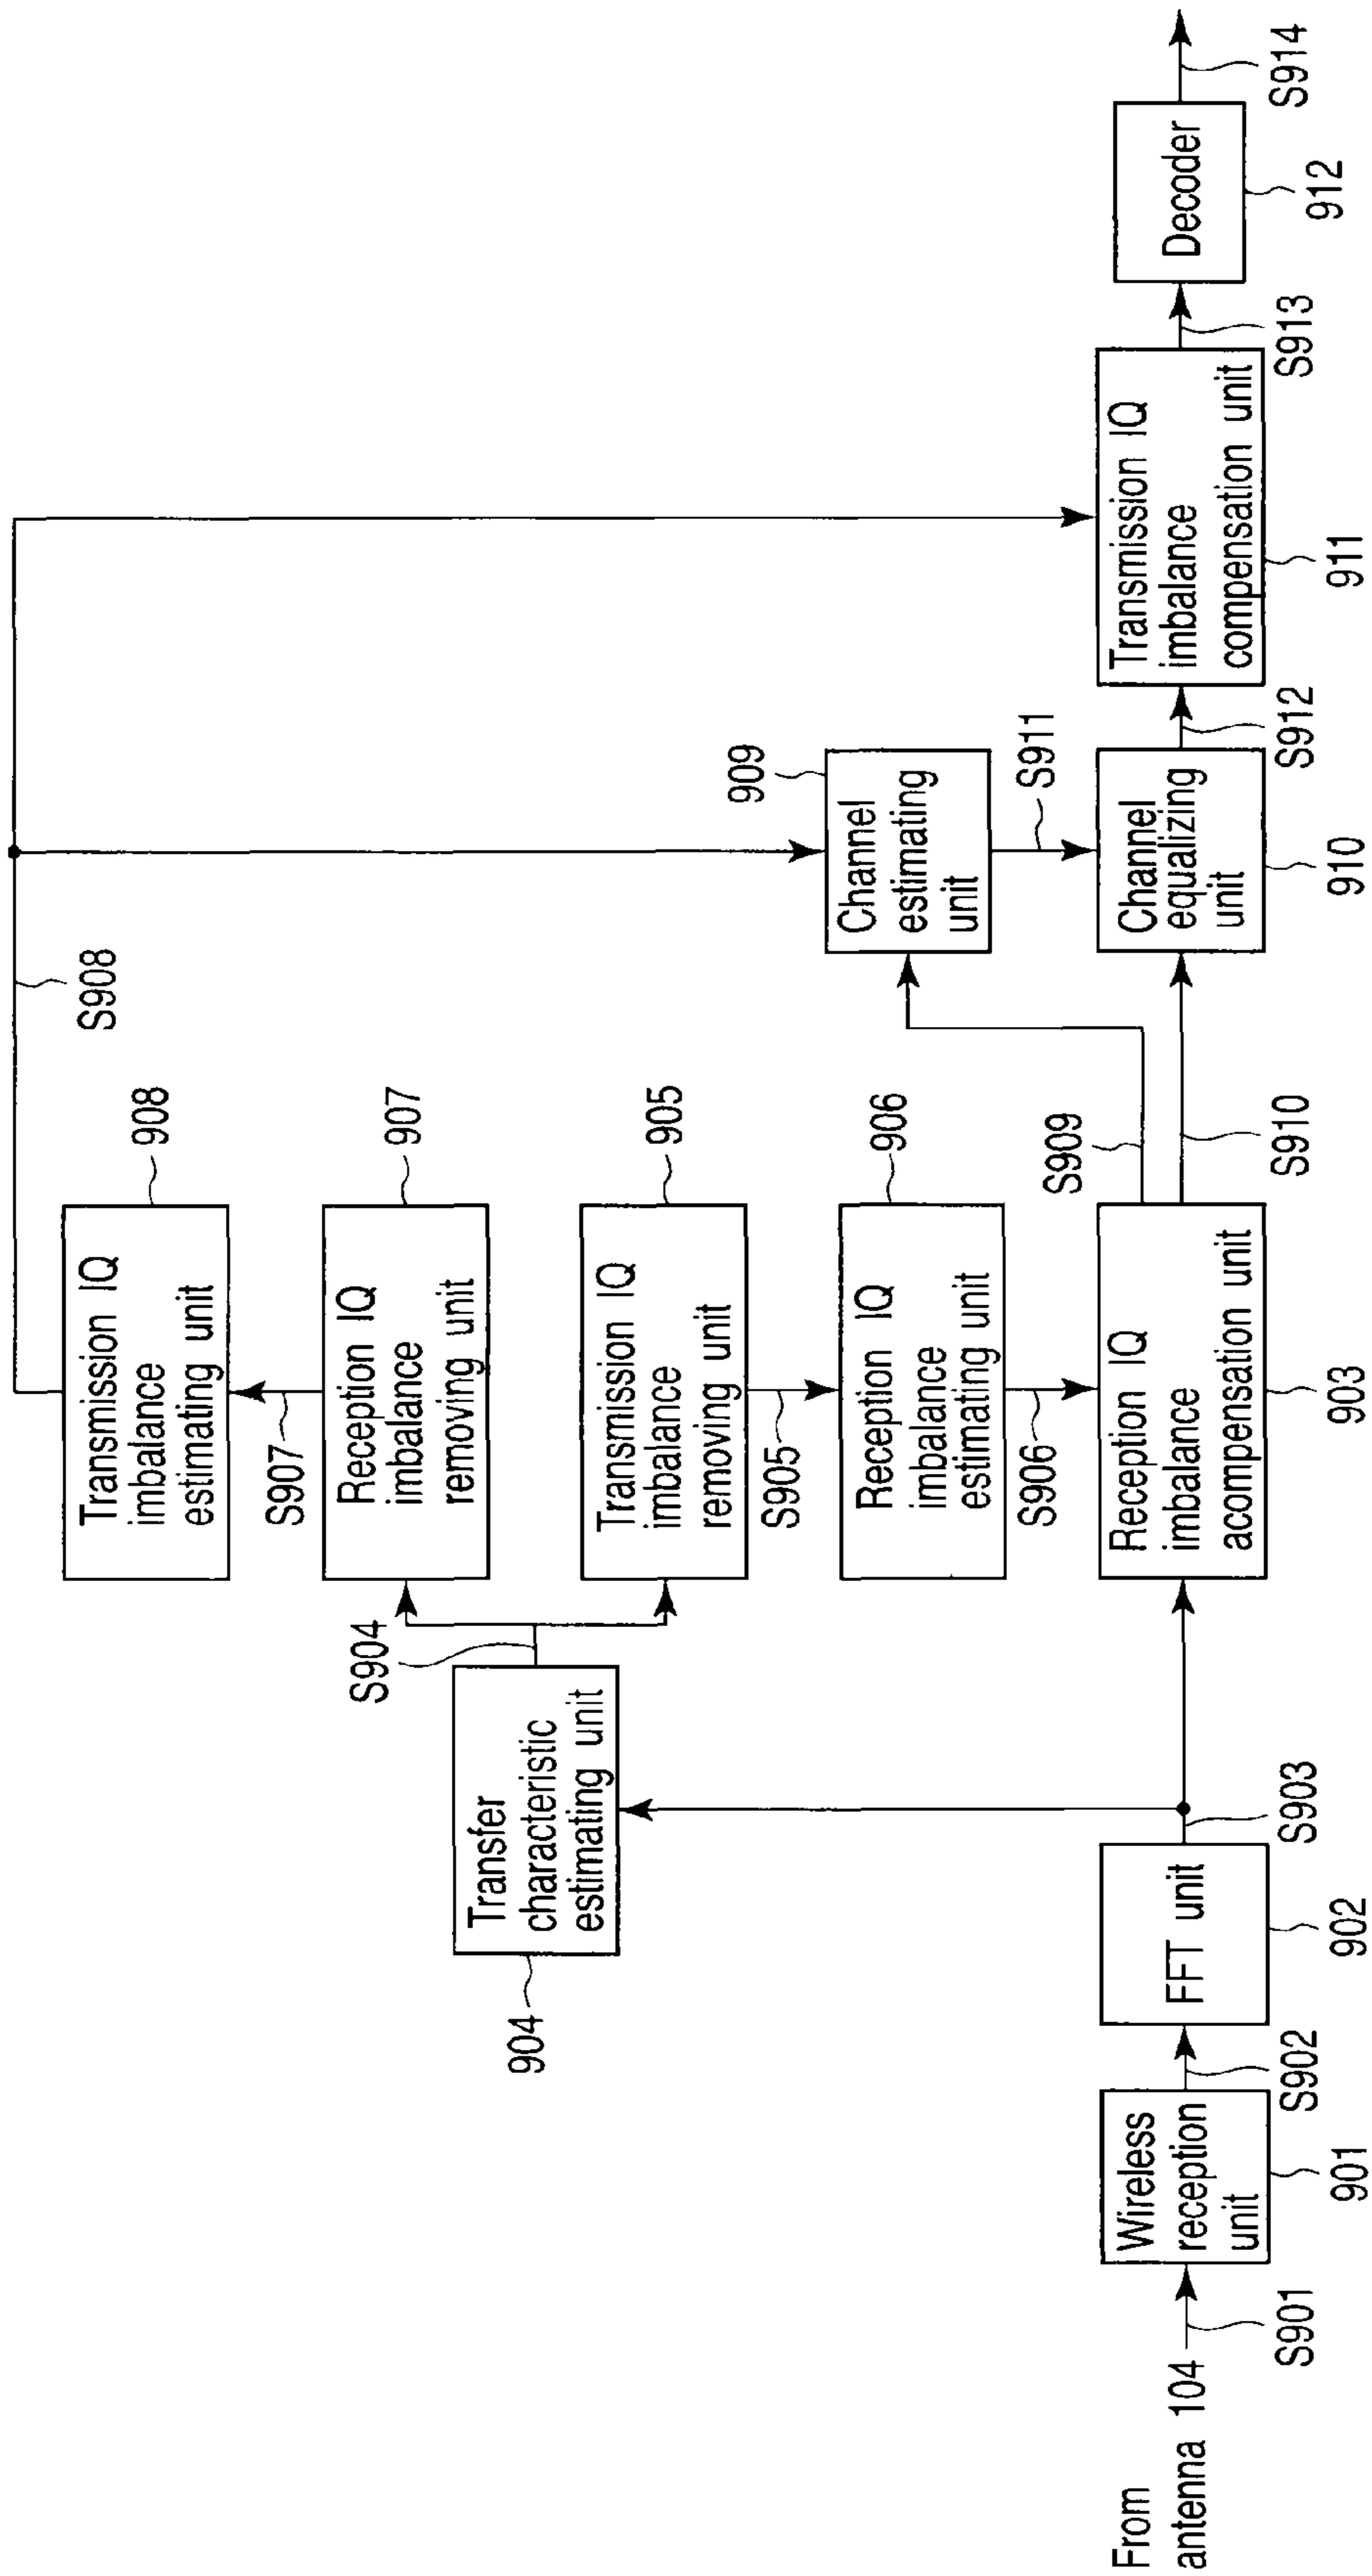 S908
Transmission IQ
imbalance
estimating unit
908
S907
Reception IQ
imbalance
removing unit
907
S904
Transfer
characteristic
estimating unit
904
Transmission IQ
imbalance
removing unit
905
S905
Reception IQ
imbalance
estimating unit
906
S906
909
Channel
estimating
unit
S911
S909
From
antenna 104
S901
Wireless
reception
unit
901
S902
FFT unit
902
S903
Reception IQ
imbalance
acompensation unit
903
S910
Channel
equalizing
unit
910
S912
Transmission IQ
imbalance
compensation unit
911
S913
Decoder
912
S914